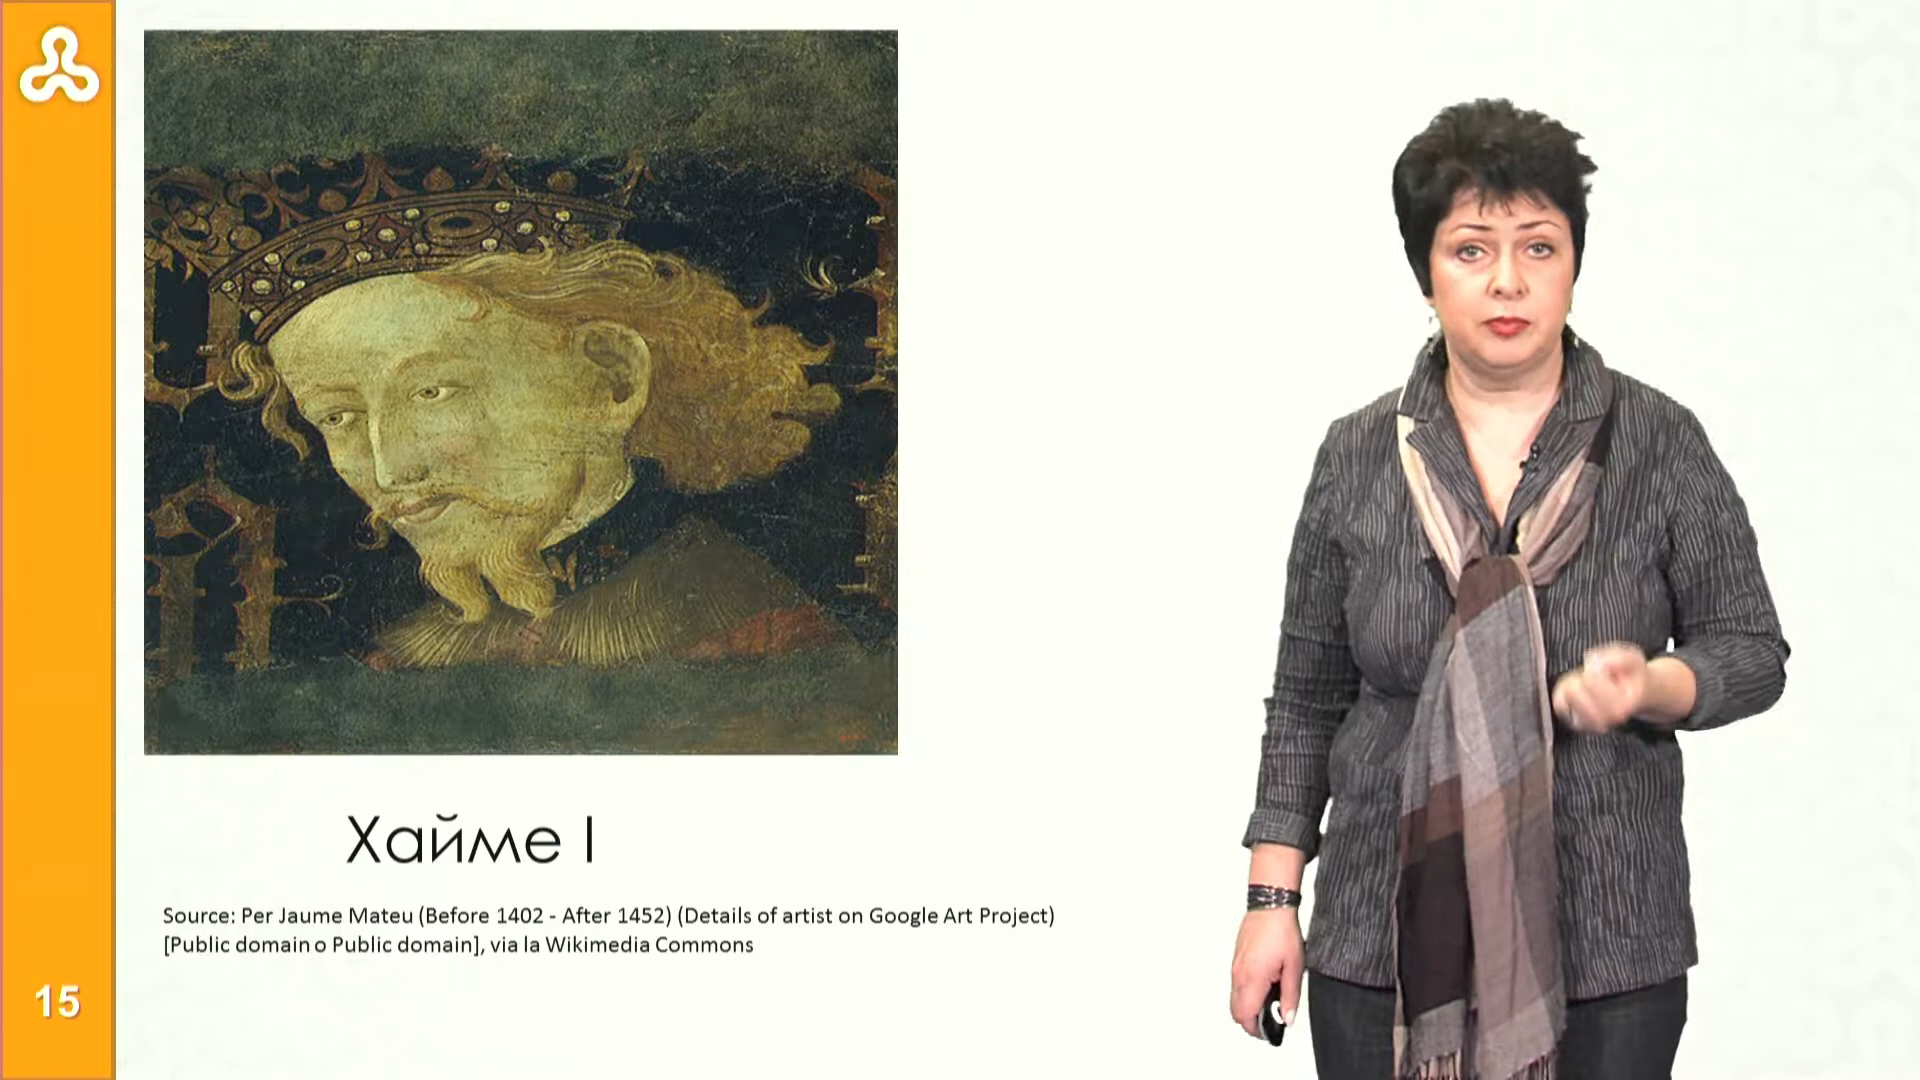 Хайме I
Source: Per Jaume Mateu (Before 1402 - After 1452) (Details of artist on Google Art Project)
[Public domain o Public domain], via la Wikimedia Commons
15